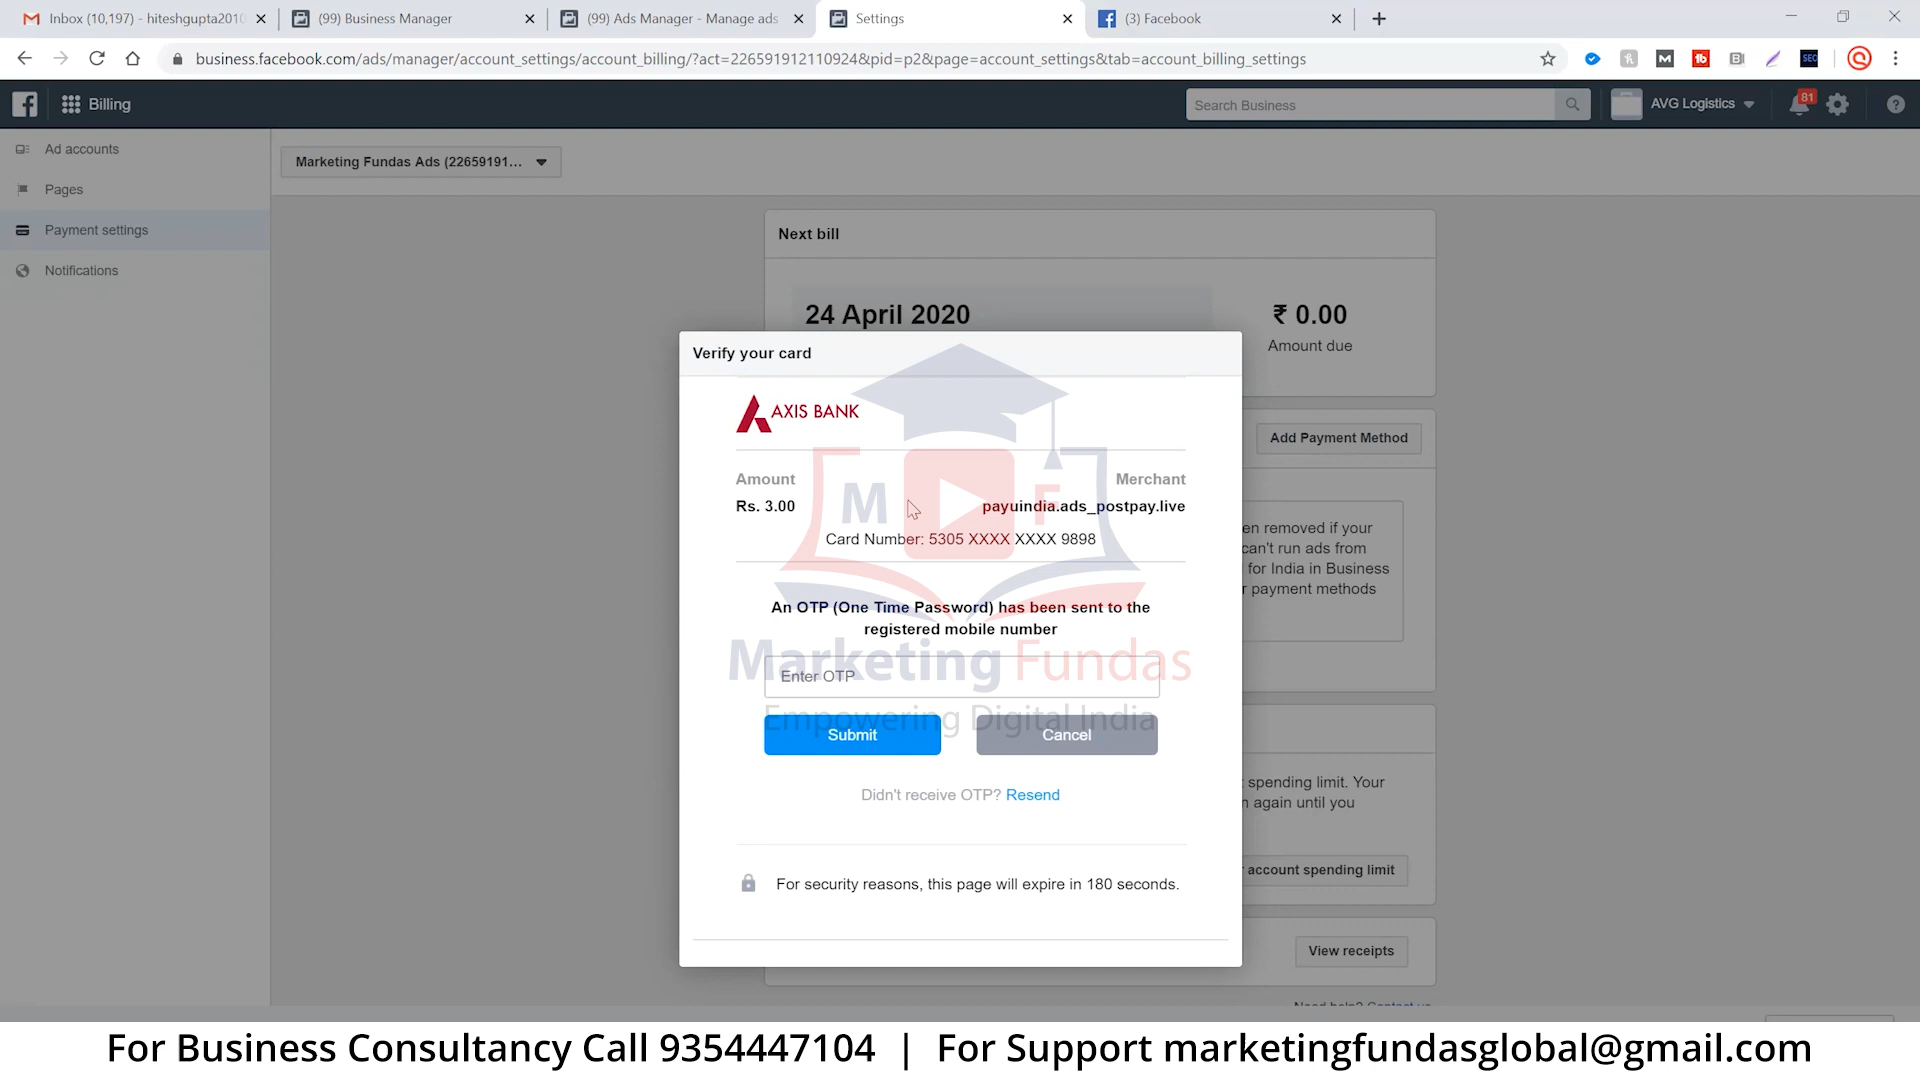 Inbox (10,197) - hiteshgupta2010
(99) Business Manager
(99) Ads Manager - Manage ads
Settings
(3) Facebook
business.facebook.com/ads/manager/account_settings/account_billing/?act=226591912110924&pid=p2&page=account_settings&tab=account_billing_settings
Billing
Search Business
AVG Logistics
81
Ad accounts
Pages
Payment settings
Notifications
Marketing Fundas Ads (22659191...
Next bill
24 April 2020
₹ 0.00
Amount due
Add Payment Method
en removed if your
can't run ads from
for India in Business
r payment methods
spending limit. Your
n again until you
account spending limit
View receipts
Need help? Contact us
Verify your card
AXIS BANK
Amount
Merchant
Rs. 3.00
payuindia.ads_postpay.live
Card Number: 5305 XXXX XXXX 9898
An OTP (One Time Password) has been sent to the
registered mobile number
Enter OTP
Submit
Cancel
Didn't receive OTP? Resend
For security reasons, this page will expire in 180 seconds.
M F
Marketing Fundas
Empowering Digital India
For Business Consultancy Call 9354447104 | For Support marketingfundasglobal@gmail.com